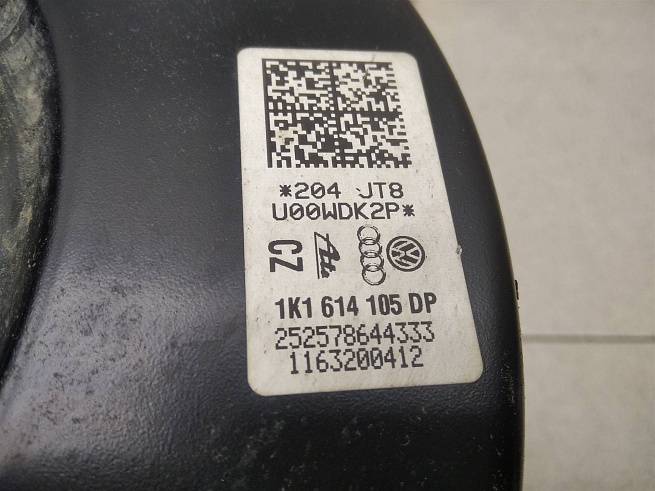 *204 JT8
U00WDK2P*
CZ
1K1 614 105 DP
252578644333
1163200412